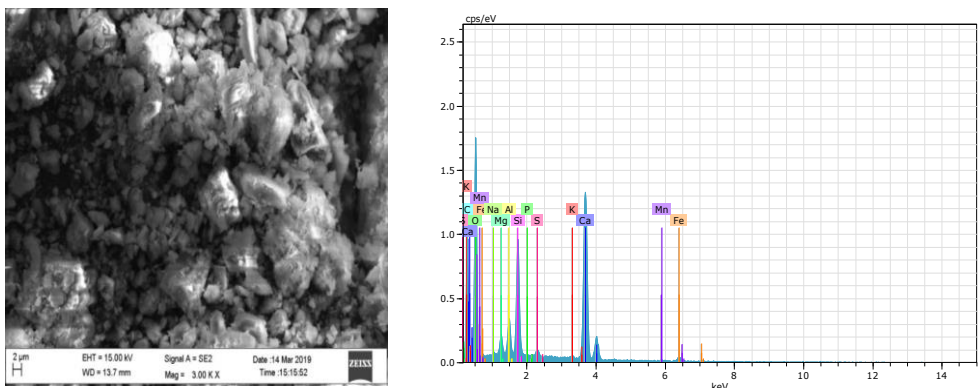 2 µm
EHT = 15.00 kV
Signal A = SE2
Date :14 Mar 2019
WD = 13.7 mm
Mag = 3.00 K X
Time :15:15:52
ZEISS
cps/eV
2.5
2.0
1.5
1.0
0.5
0.0
K
Mn
C
Fe Na Al P
S O Mg Si S K Ca Mn Fe
Ca
2 4 6 8 10 12 14
keV